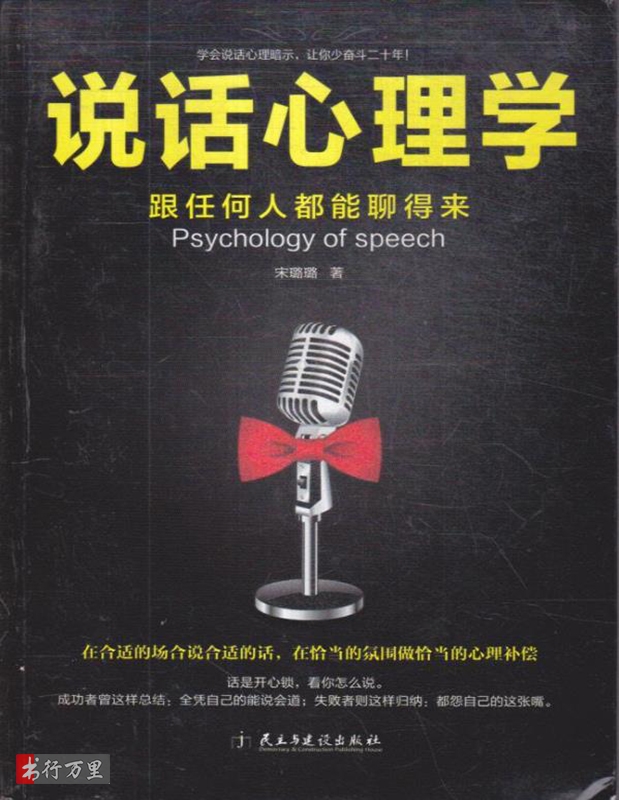 学会说话心理暗示，让你少奋斗二十年！
说话心理学
跟任何人都能聊得来
Psychology of speech
宋璐璐 著
在合适的场合说合适的话，在恰当的氛围做恰当的心理补偿
话是开心锁，看你怎么说。
成功者曾这样总结：全凭自己的能说会道；失败者则这样归纳：都怨自己的这张嘴。
民主与建设出版社
Democracy & Construction Publishing House
书行万里